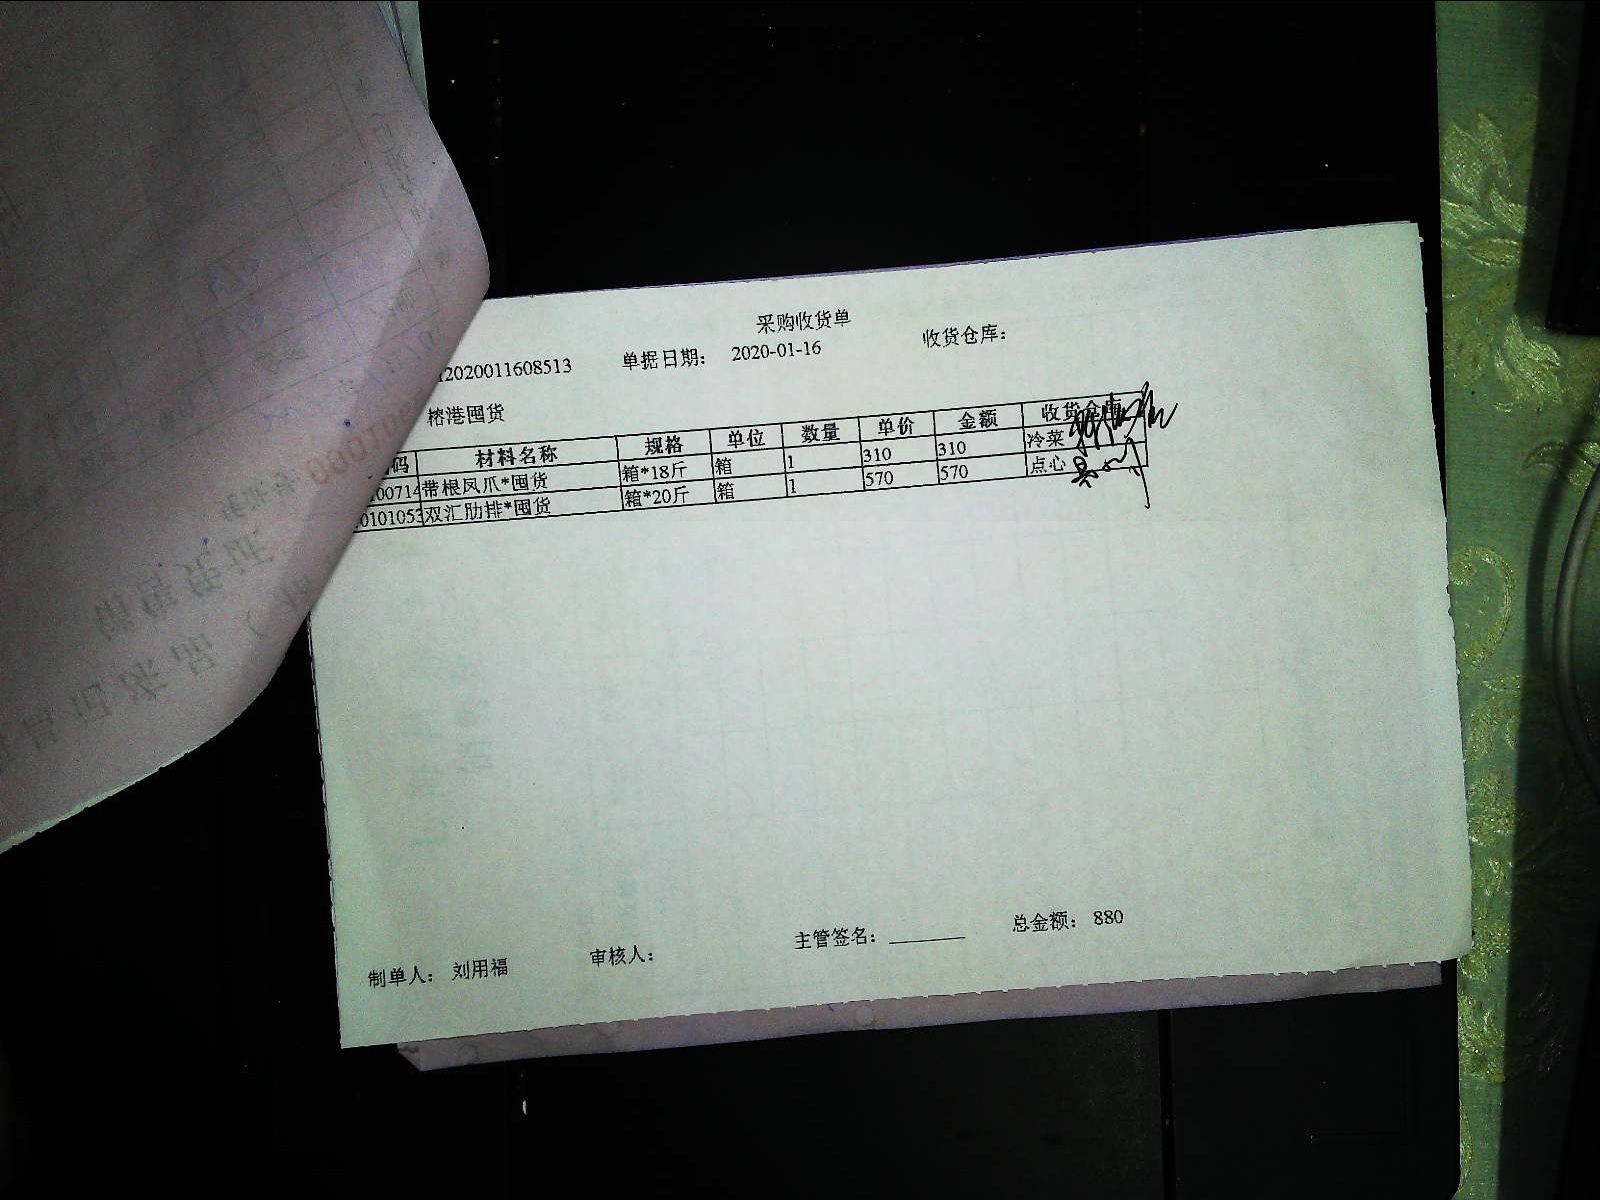 采购收货单
2020011608513 单据日期： 2020-01-16 收货仓库：
榕港囤货
码 材料名称 规格 单位 数量 单价 金额 收货仓库
00714 带根凤爪*囤货 箱*18斤 箱 1 310 310 冷菜
0101053 双汇肋排*囤货 箱*20斤 箱 1 570 570 点心
制单人： 刘用福 审核人： 主管签名： 总金额： 880